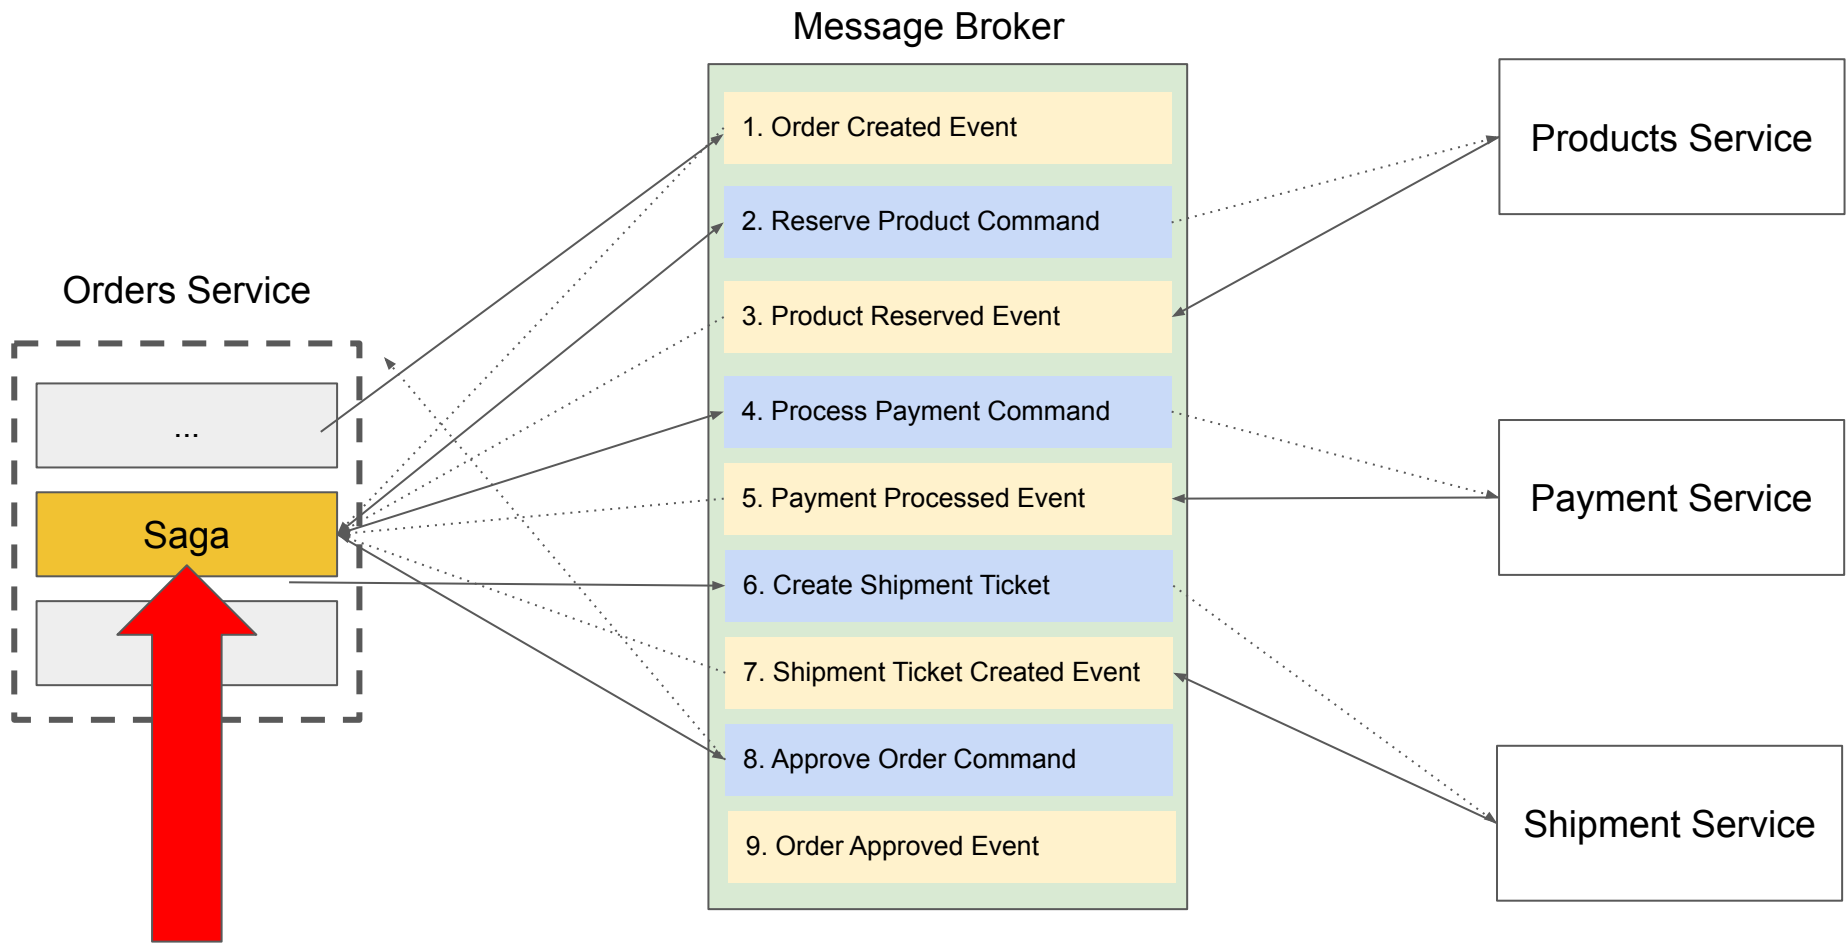 Message Broker
1. Order Created Event
2. Reserve Product Command
3. Product Reserved Event
4. Process Payment Command
5. Payment Processed Event
6. Create Shipment Ticket
7. Shipment Ticket Created Event
8. Approve Order Command
9. Order Approved Event
Orders Service
...
Saga
Products Service
Payment Service
Shipment Service